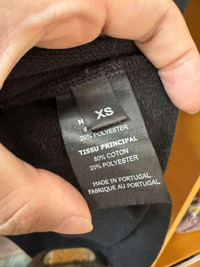 XS
20% POLYESTER
TISSU PRINCIPAL
80% COTON
20% POLYESTER
MADE IN PORTUGAL
FABRIQUE AU PORTUGAL